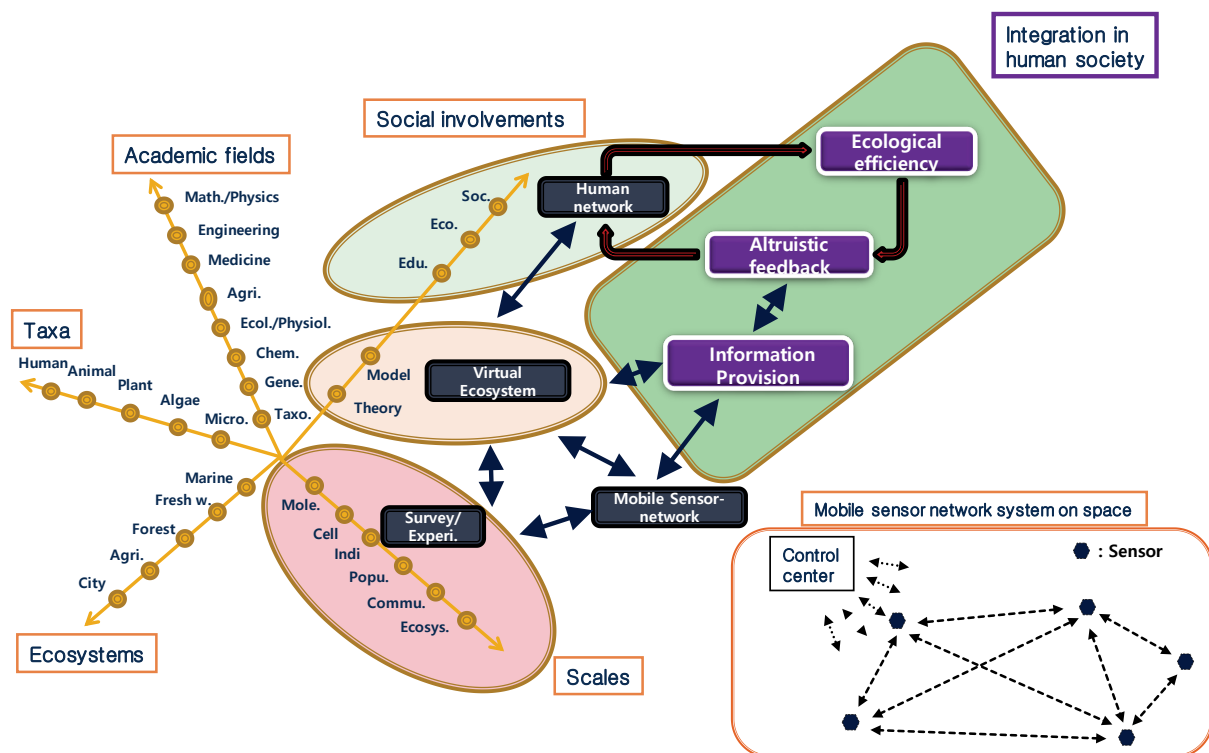 Integration in
human society
Social involvements
Academic fields
Ecological
efficiency
Human
network
Soc.
Eco.
Edu.
Altruistic
feedback
Math./Physics
Engineering
Medicine
Agri.
Ecol./Physiol.
Chem.
Gene.
Taxo.
Taxa
Human
Animal
Plant
Algae
Micro.
Model
Theory
Virtual
Ecosystem
Information
Provision
Marine
Fresh w.
Forest
Agri.
City
Ecosystems
Mole.
Cell
Indi
Popu.
Commu.
Ecosys.
Survey/
Experi.
Scales
Mobile Sensor-
network
Mobile sensor network system on space
Control
center
: Sensor